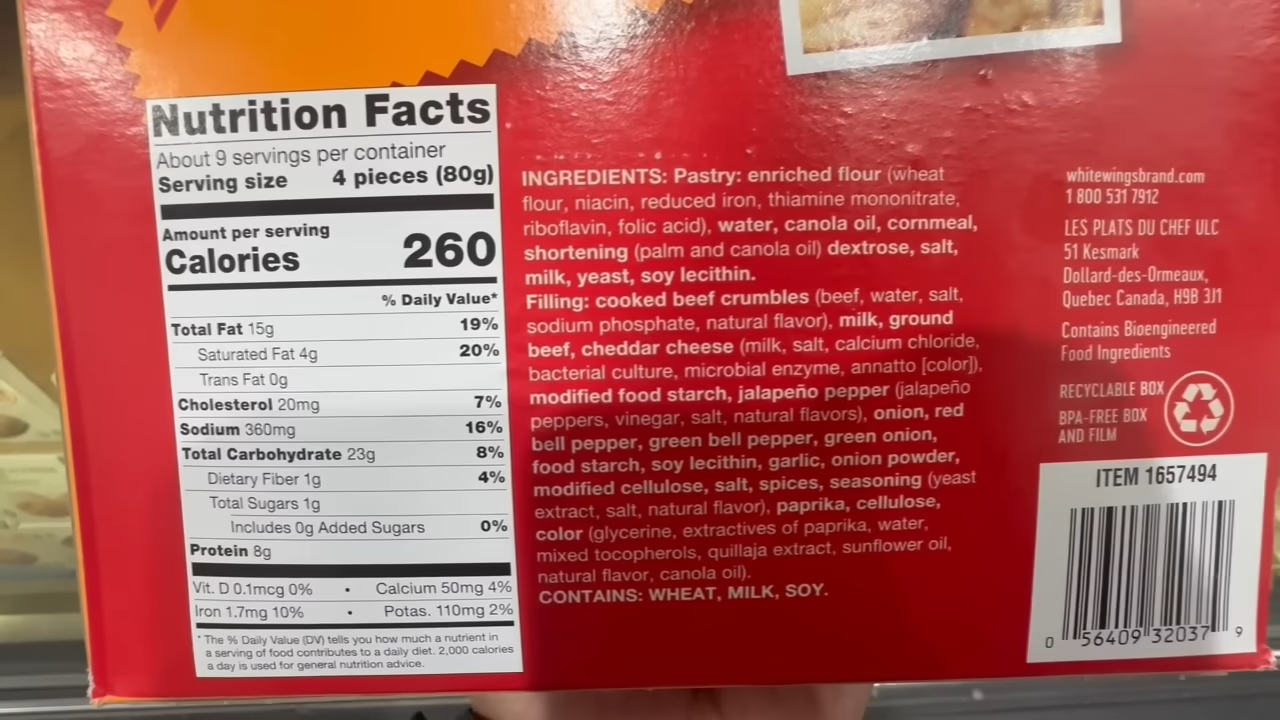 Nutrition Facts
About 9 servings per container
Serving size 4 pieces (80g)
Amount per serving
Calories 260
% Daily Value*
Total Fat 15g 19%
Saturated Fat 4g 20%
Trans Fat 0g
Cholesterol 20mg 7%
Sodium 360mg 16%
Total Carbohydrate 23g 8%
Dietary Fiber 1g 4%
Total Sugars 1g
Includes 0g Added Sugars 0%
Protein 8g
Vit. D 0.1mcg 0% • Calcium 50mg 4%
Iron 1.7mg 10% • Potas. 110mg 2%
* The % Daily Value (DV) tells you how much a nutrient in
a serving of food contributes to a daily diet. 2,000 calories
a day is used for general nutrition advice.
INGREDIENTS: Pastry: enriched flour (wheat
flour, niacin, reduced iron, thiamine mononitrate,
riboflavin, folic acid), water, canola oil, cornmeal,
shortening (palm and canola oil) dextrose, salt,
milk, yeast, soy lecithin.
Filling: cooked beef crumbles (beef, water, salt,
sodium phosphate, natural flavor), milk, ground
beef, cheddar cheese (milk, salt, calcium chloride,
bacterial culture, microbial enzyme, annatto [color]),
modified food starch, jalapeño pepper (jalapeño
peppers, vinegar, salt, natural flavors), onion, red
bell pepper, green bell pepper, green onion,
food starch, soy lecithin, garlic, onion powder,
modified cellulose, salt, spices, seasoning (yeast
extract, salt, natural flavor), paprika, cellulose,
color (glycerine, extractives of paprika, water,
mixed tocopherols, quillaja extract, sunflower oil,
natural flavor, canola oil).
CONTAINS: WHEAT, MILK, SOY.
whitewingsbrand.com
1 800 531 7912
LES PLATS DU CHEF ULC
51 Kesmark
Dollard-des-Ormeaux,
Quebec Canada, H9B 3J1
Contains Bioengineered
Food Ingredients
RECYCLABLE BOX
BPA-FREE BOX
AND FILM
ITEM 1657494
0 56409 32037 9